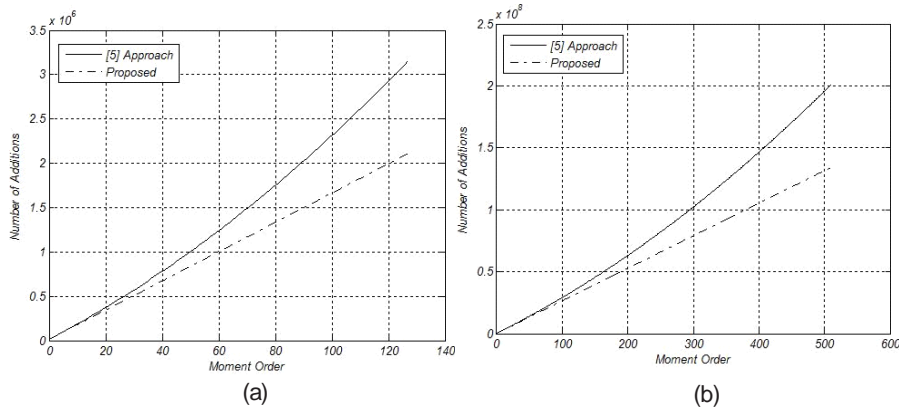 x 10^6
3.5
3
2.5
2
1.5
1
0.5
0
Number of Additions
[5] Approach
Proposed
0 20 40 60 80 100 120 140
Moment Order
(a)
x 10^8
2.5
2
1.5
1
0.5
0
Number of Additions
[5] Approach
Proposed
0 100 200 300 400 500 600
Moment Order
(b)